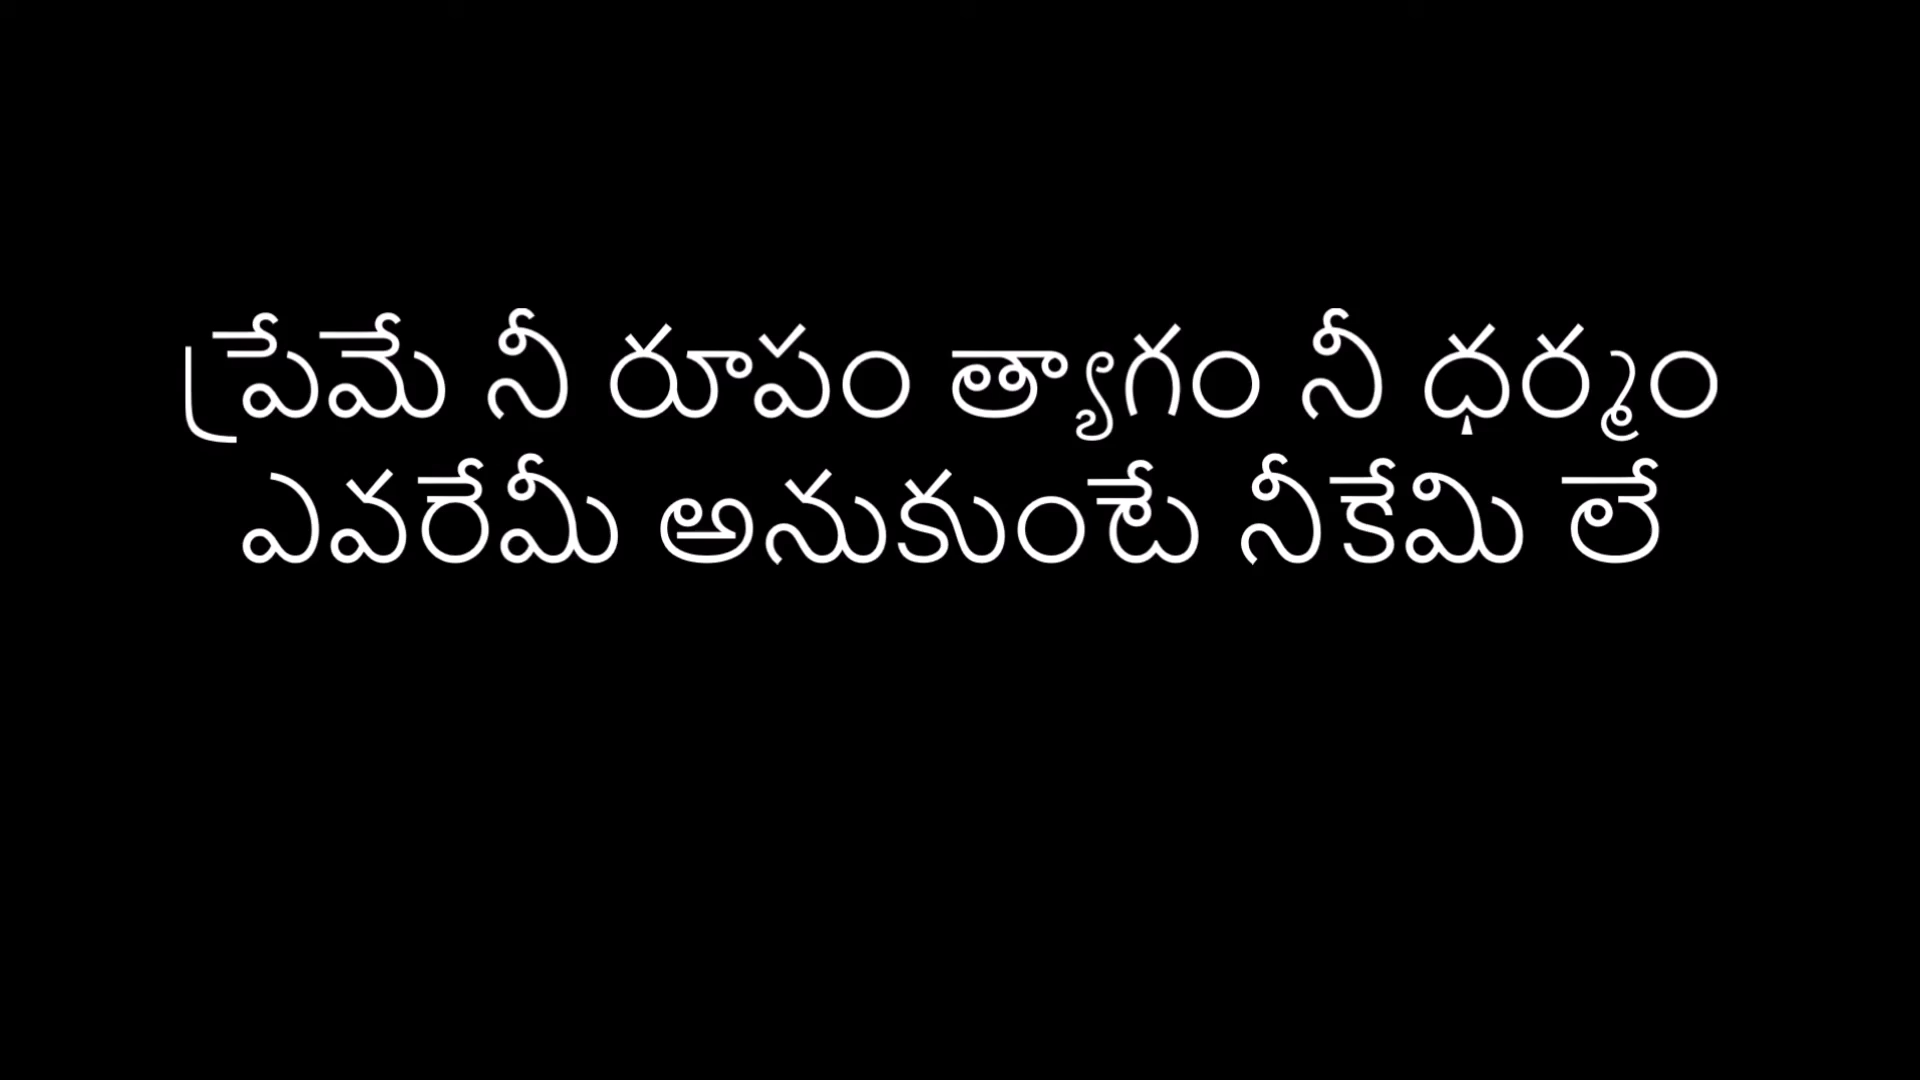 ప్రేమే నీ రూపం త్యాగం నీ ధర్మం
ఎవరేమీ అనుకుంటే నీకేమి లే